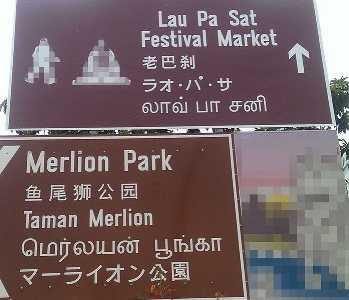 Lau Pa Sat
Festival Market
老巴刹
ラオ・パ・サ
லாவ் பா சனி
Merlion Park
鱼尾狮公园
Taman Merlion
மெர்லயன் பூங்கா
マーライオン公園